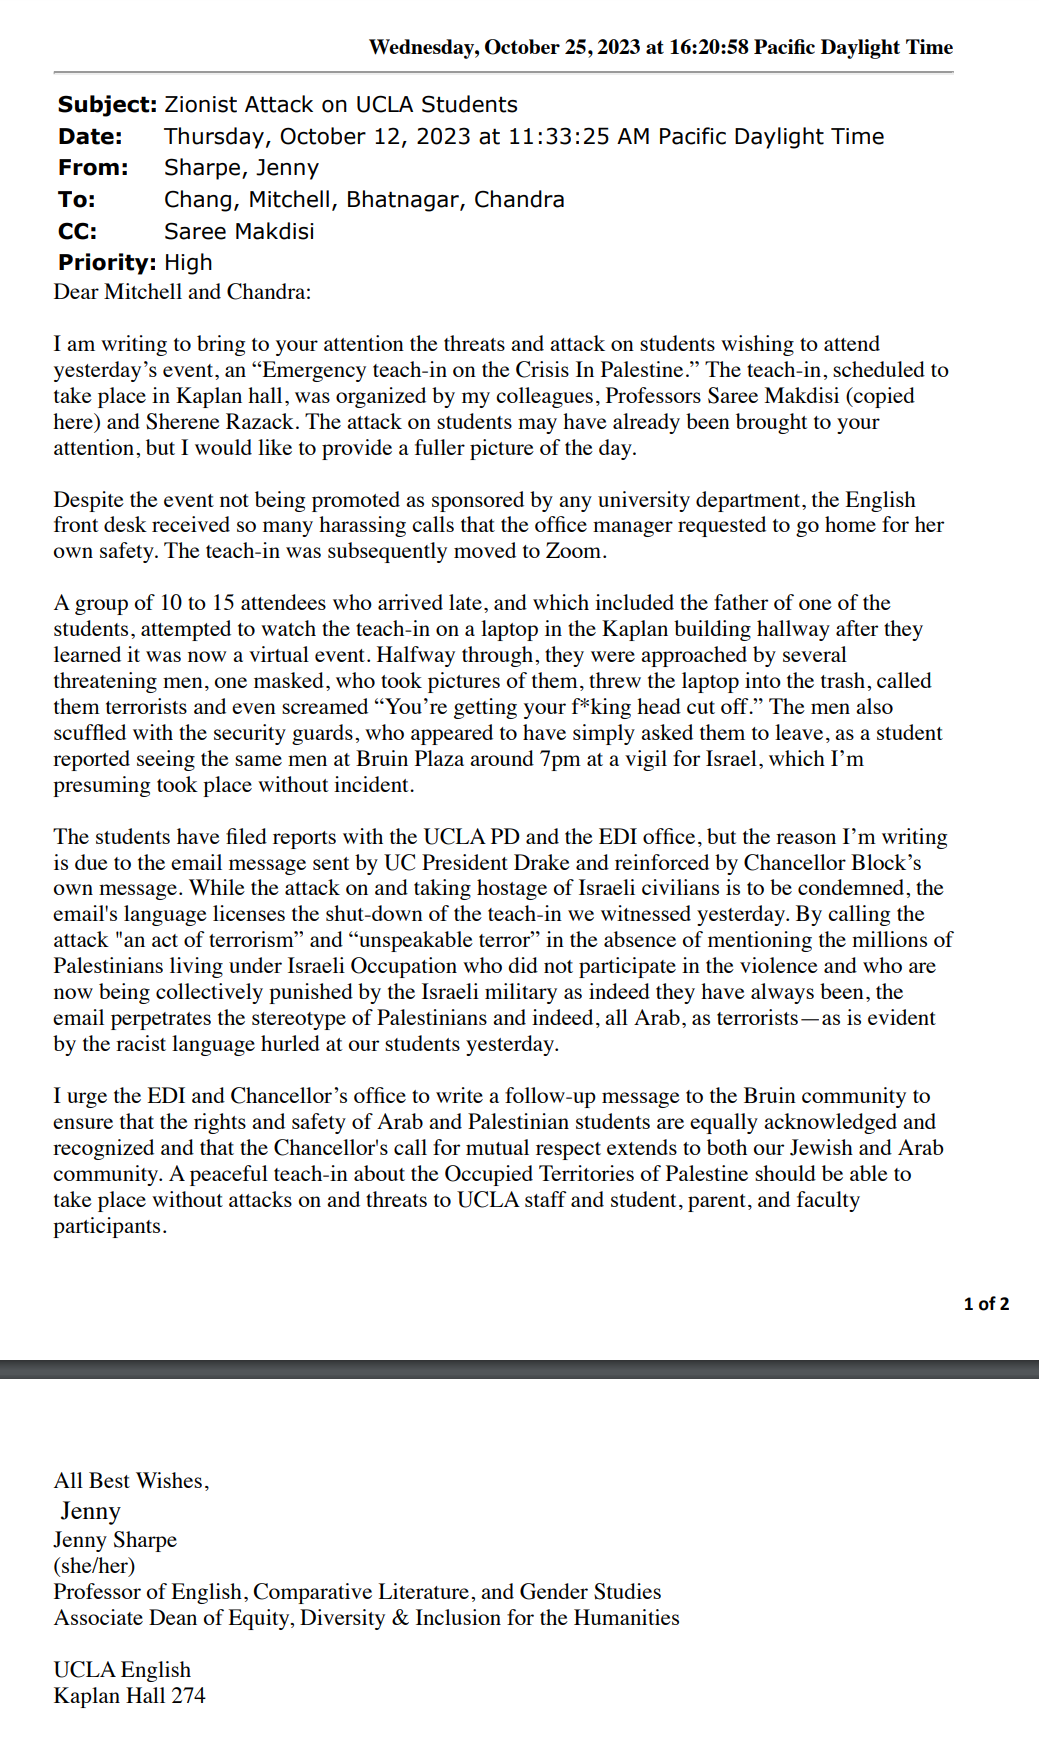 Wednesday, October 25, 2023 at 16:20:58 Pacific Daylight Time
Subject: Zionist Attack on UCLA Students
Date: Thursday, October 12, 2023 at 11:33:25 AM Pacific Daylight Time
From: Sharpe, Jenny
To: Chang, Mitchell, Bhatnagar, Chandra
CC: Saree Makdisi
Priority: High
Dear Mitchell and Chandra:
I am writing to bring to your attention the threats and attack on students wishing to attend
yesterday’s event, an “Emergency teach-in on the Crisis In Palestine.” The teach-in, scheduled to
take place in Kaplan hall, was organized by my colleagues, Professors Saree Makdisi (copied
here) and Sherene Razack. The attack on students may have already been brought to your
attention, but I would like to provide a fuller picture of the day.
Despite the event not being promoted as sponsored by any university department, the English
front desk received so many harassing calls that the office manager requested to go home for her
own safety. The teach-in was subsequently moved to Zoom.
A group of 10 to 15 attendees who arrived late, and which included the father of one of the
students, attempted to watch the teach-in on a laptop in the Kaplan building hallway after they
learned it was now a virtual event. Halfway through, they were approached by several
threatening men, one masked, who took pictures of them, threw the laptop into the trash, called
them terrorists and even screamed “You’re getting your f*king head cut off.” The men also
scuffled with the security guards, who appeared to have simply asked them to leave, as a student
reported seeing the same men at Bruin Plaza around 7pm at a vigil for Israel, which I’m
presuming took place without incident.
The students have filed reports with the UCLA PD and the EDI office, but the reason I’m writing
is due to the email message sent by UC President Drake and reinforced by Chancellor Block’s
own message. While the attack on and taking hostage of Israeli civilians is to be condemned, the
email's language licenses the shut-down of the teach-in we witnessed yesterday. By calling the
attack "an act of terrorism” and “unspeakable terror” in the absence of mentioning the millions of
Palestinians living under Israeli Occupation who did not participate in the violence and who are
now being collectively punished by the Israeli military as indeed they have always been, the
email perpetrates the stereotype of Palestinians and indeed, all Arab, as terrorists—as is evident
by the racist language hurled at our students yesterday.
I urge the EDI and Chancellor’s office to write a follow-up message to the Bruin community to
ensure that the rights and safety of Arab and Palestinian students are equally acknowledged and
recognized and that the Chancellor's call for mutual respect extends to both our Jewish and Arab
community. A peaceful teach-in about the Occupied Territories of Palestine should be able to
take place without attacks on and threats to UCLA staff and student, parent, and faculty
participants.
1 of 2
All Best Wishes,
Jenny
Jenny Sharpe
(she/her)
Professor of English, Comparative Literature, and Gender Studies
Associate Dean of Equity, Diversity & Inclusion for the Humanities
UCLA English
Kaplan Hall 274